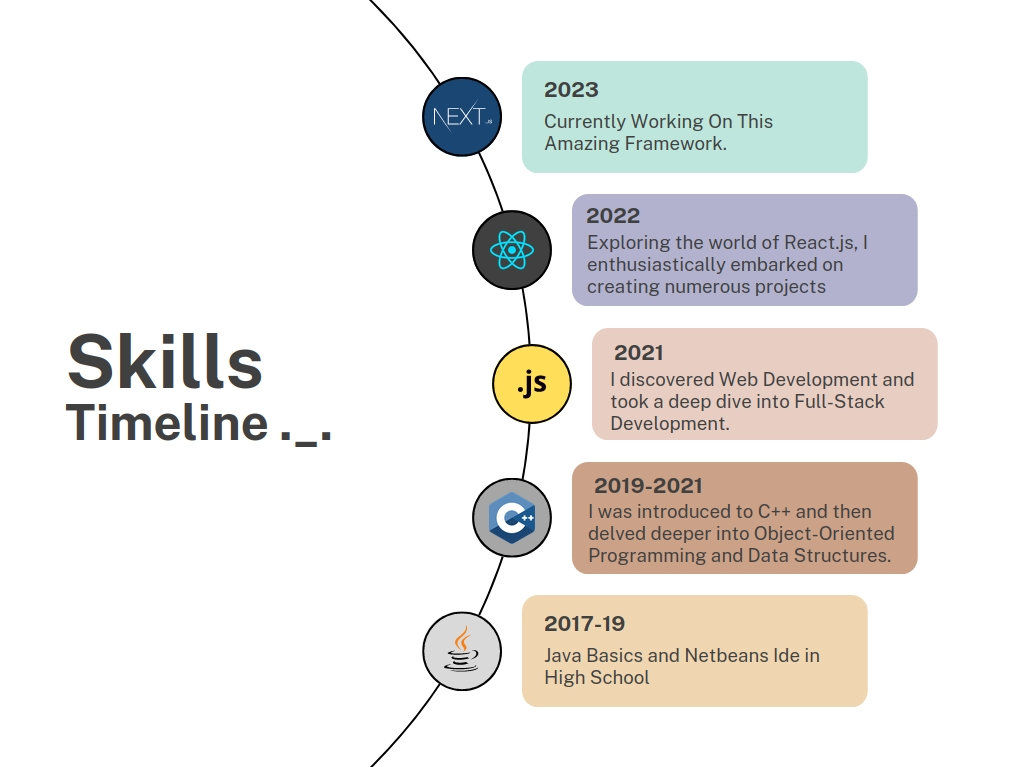 Skills
Timeline ._.
NEXT.JS
2023
Currently Working On This
Amazing Framework.
2022
Exploring the world of React.js, I
enthusiastically embarked on
creating numerous projects
.js
2021
I discovered Web Development and
took a deep dive into Full-Stack
Development.
C++
2019-2021
I was introduced to C++ and then
delved deeper into Object-Oriented
Programming and Data Structures.
2017-19
Java Basics and Netbeans Ide in
High School